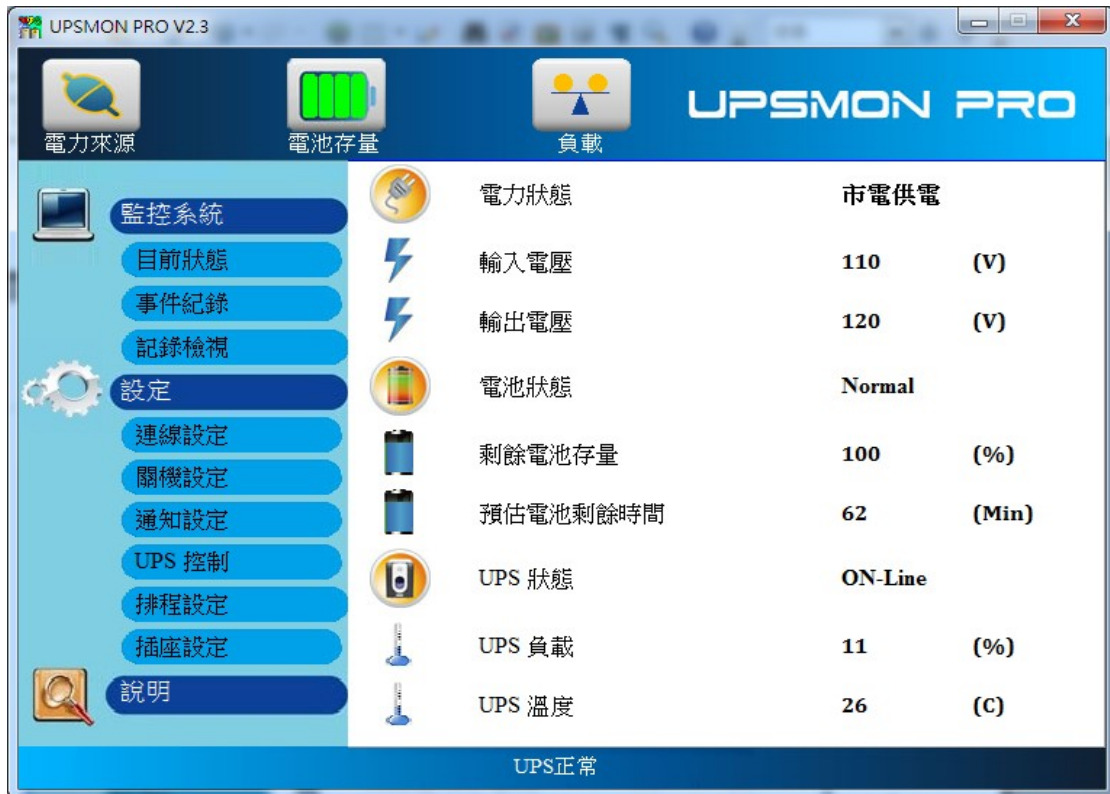 UPSMON PRO V2.3
電力來源
電池存量
負載
UPSMON PRO
監控系統
目前狀態
事件紀錄
記錄檢視
設定
連線設定
關機設定
通知設定
UPS 控制
排程設定
插座設定
說明
電力狀態 市電供電
輸入電壓 110 (V)
輸出電壓 120 (V)
電池狀態 Normal
剩餘電池存量 100 (%)
預估電池剩餘時間 62 (Min)
UPS 狀態 ON-Line
UPS 負載 11 (%)
UPS 溫度 26 (C)
UPS正常